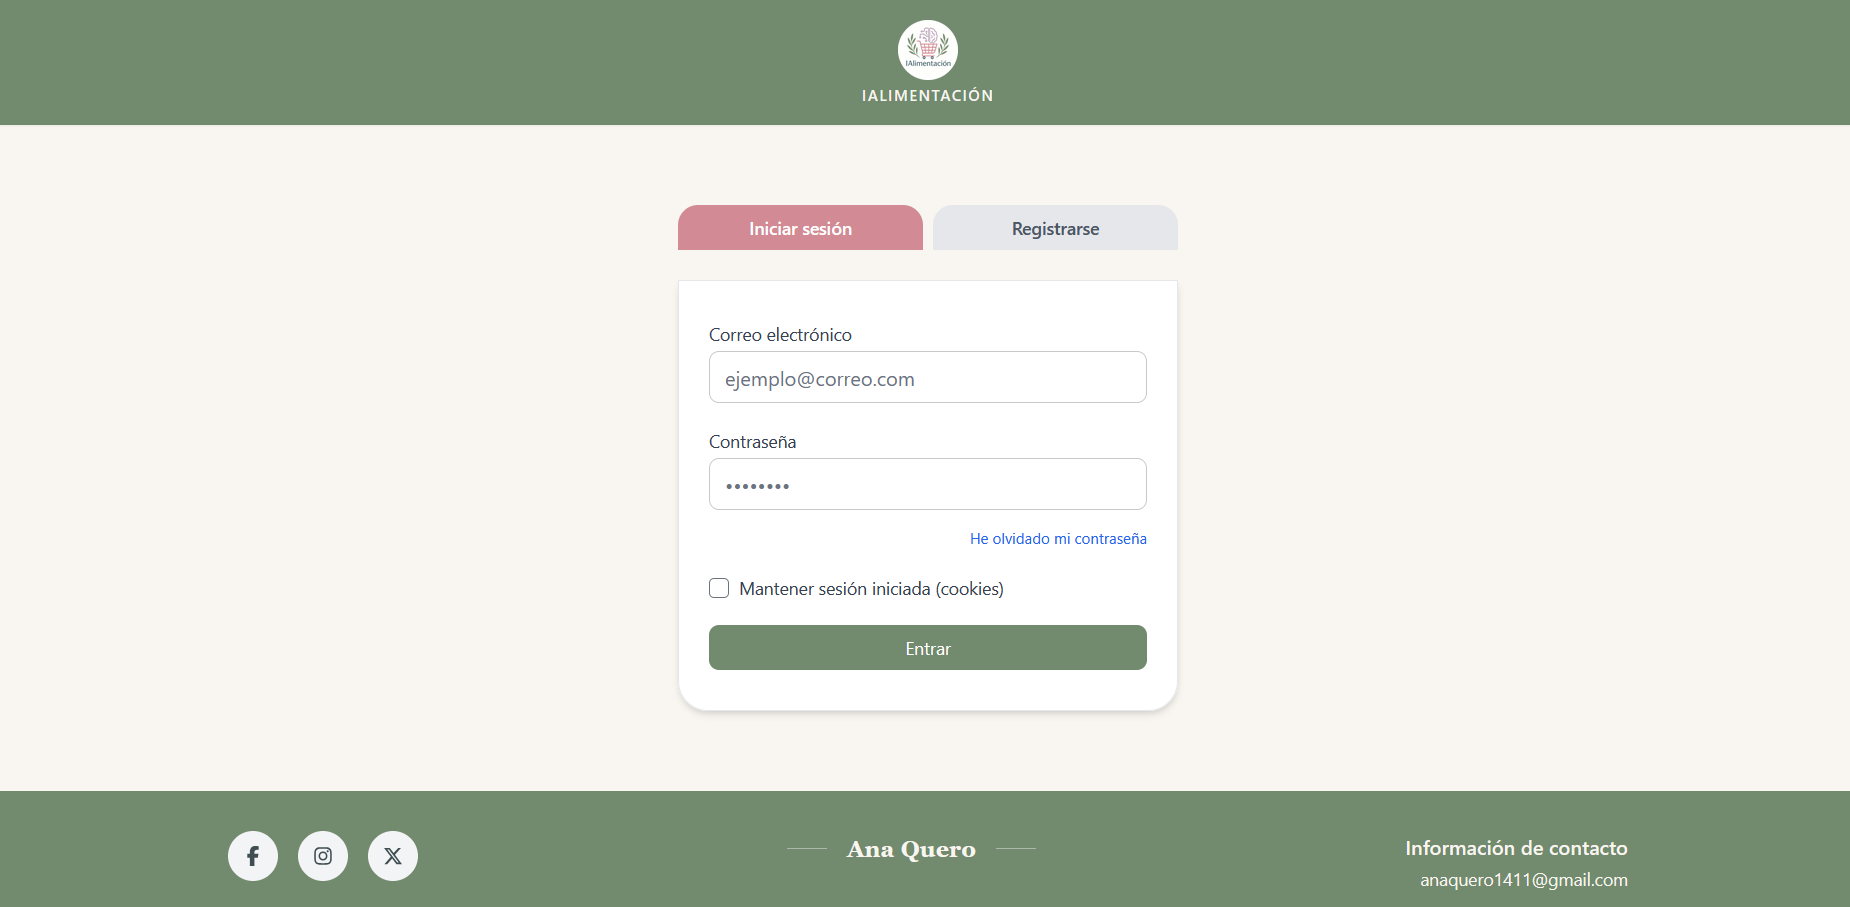 IAlimentación
IALIMENTACIÓN
Iniciar sesión
Registrarse
Correo electrónico
ejemplo@correo.com
Contraseña
••••••••
He olvidado mi contraseña
Mantener sesión iniciada (cookies)
Entrar
Ana Quero
Información de contacto
anaquero1411@gmail.com